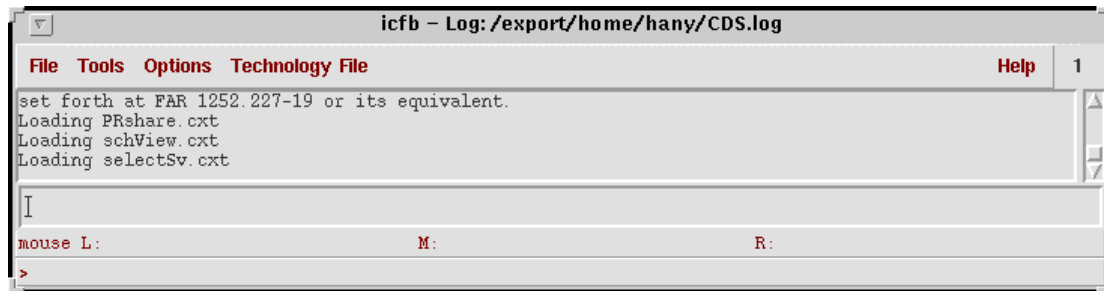 icfb – Log: /export/home/hany/CDS.log
File Tools Options Technology File Help 1
set forth at FAR 1252.227-19 or its equivalent.
Loading PRshare.cxt
Loading schView.cxt
Loading selectSv.cxt
mouse L: M: R:
>